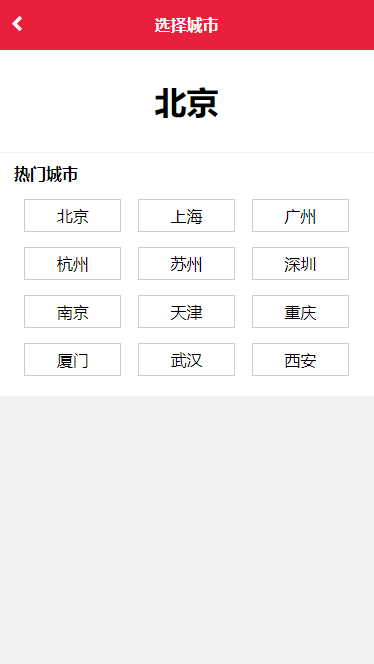 选择城市
北京
热门城市
北京 上海 广州
杭州 苏州 深圳
南京 天津 重庆
厦门 武汉 西安